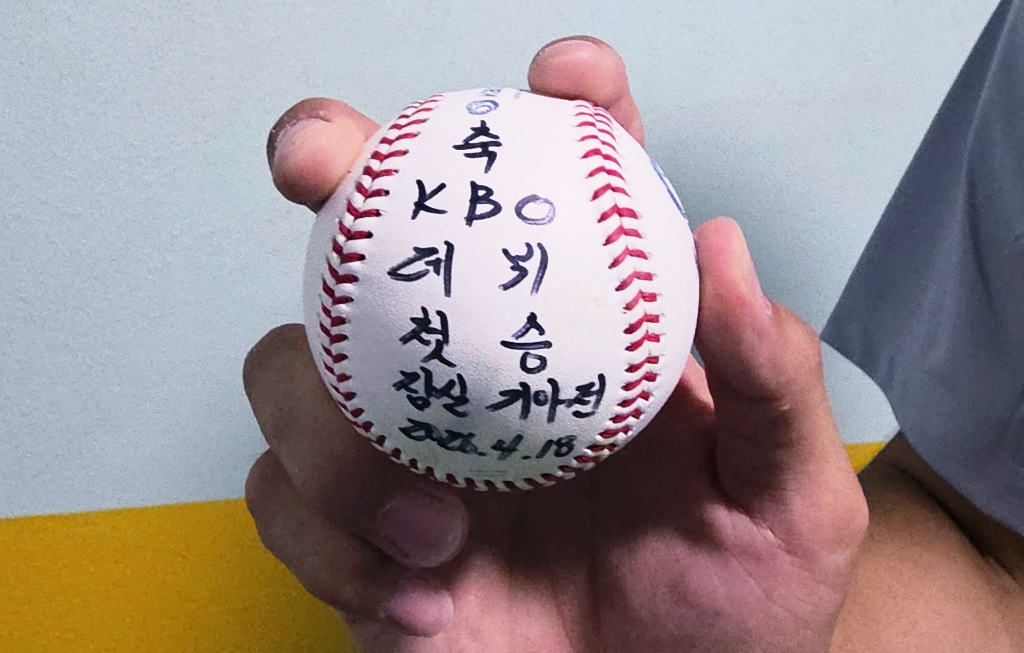 축
KBO
데 뷔
첫 승
잠실 기아전
2026.4.18